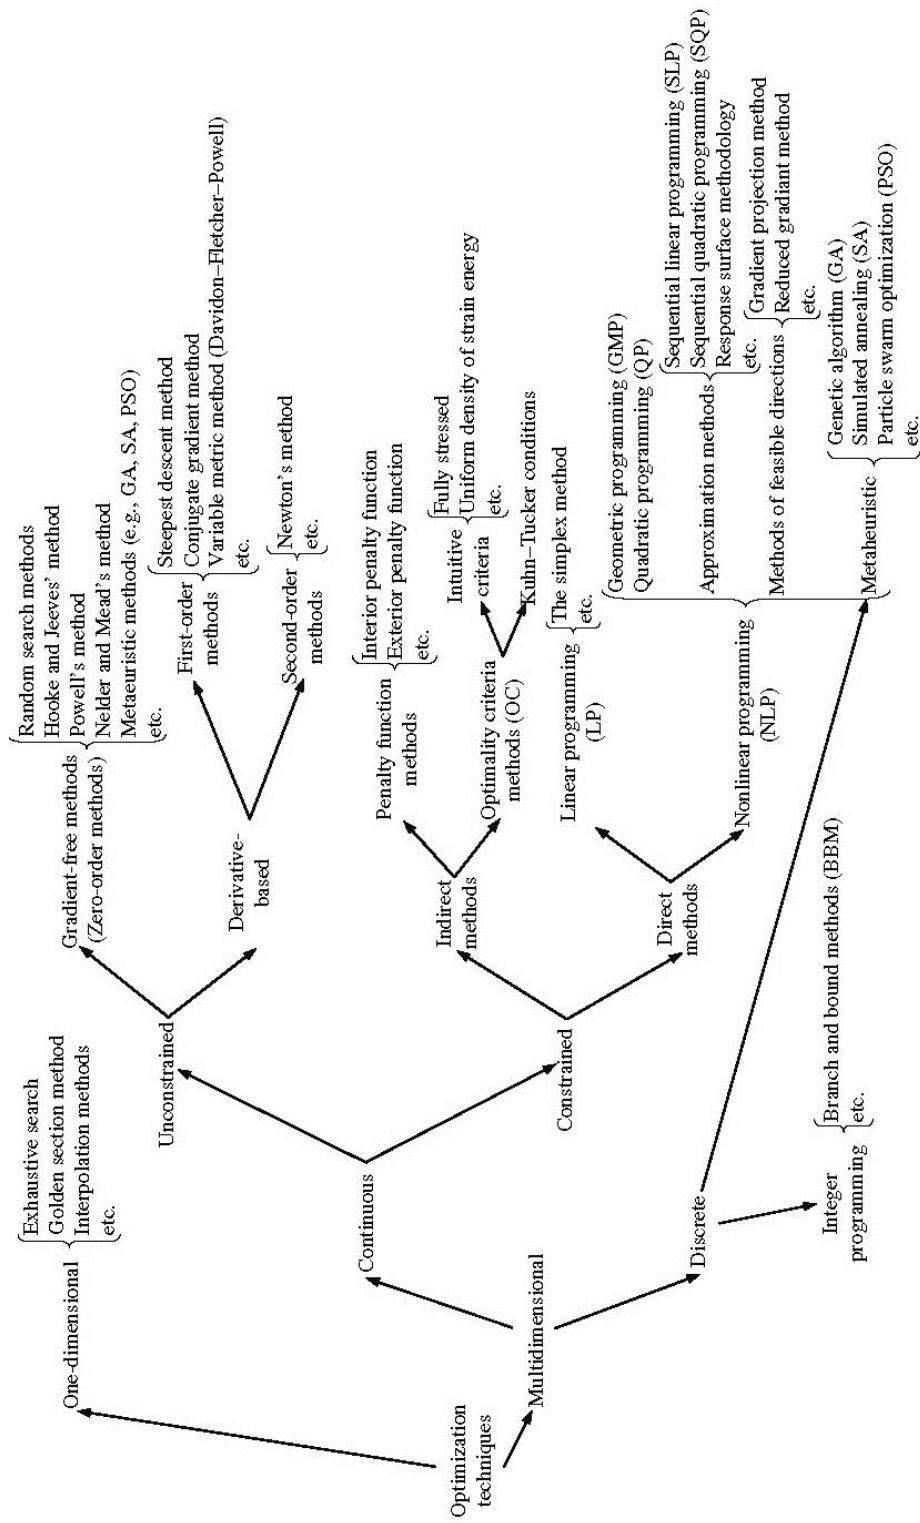 Optimization
techniques
One-dimensional
Exhaustive search
Golden section method
Interpolation methods
etc.
Multidimensional
Continuous
Unconstrained
Gradient-free methods
(Zero-order methods)
Random search methods
Hooke and Jeeves' method
Powell's method
Nelder and Mead's method
Metaeuristic methods (e.g., GA, SA, PSO)
etc.
Derivative-
based
First-order
methods
Steepest descent method
Conjugate gradient method
Variable metric method (Davidon–Fletcher–Powell)
etc.
Second-order
methods
Newton's method
etc.
Constrained
Indirect
methods
Penalty function
methods
Interior penalty function
Exterior penalty function
etc.
Optimality criteria
methods (OC)
Intuitive
criteria
Fully stressed
Uniform density of strain energy
etc.
Kuhn–Tucker conditions
Direct
methods
Linear programming
(LP)
The simplex method
etc.
Nonlinear programming
(NLP)
Geometric programming (GMP)
Quadratic programming (QP)
Approximation methods
Sequential linear programming (SLP)
Sequential quadratic programming (SQP)
Response surface methodology
etc.
Methods of feasible directions
Gradient projection method
Reduced gradiant method
etc.
Metaheuristic
Genetic algorithm (GA)
Simulated annealing (SA)
Particle swarm optimization (PSO)
etc.
Discrete
Integer
programming
Branch and bound methods (BBM)
etc.